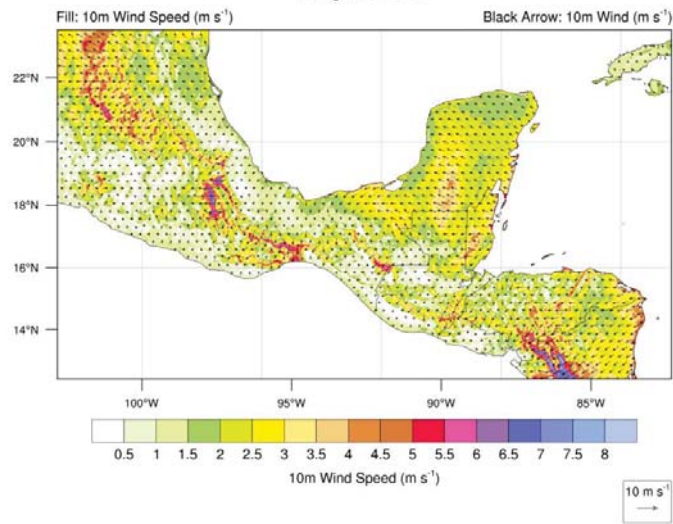 Fill: 10m Wind Speed (m s⁻¹) Black Arrow: 10m Wind (m s⁻¹)
22°N
20°N
18°N
16°N
14°N
100°W 95°W 90°W 85°W
0.5 1 1.5 2 2.5 3 3.5 4 4.5 5 5.5 6 6.5 7 7.5 8
10m Wind Speed (m s⁻¹)
10 m s⁻¹